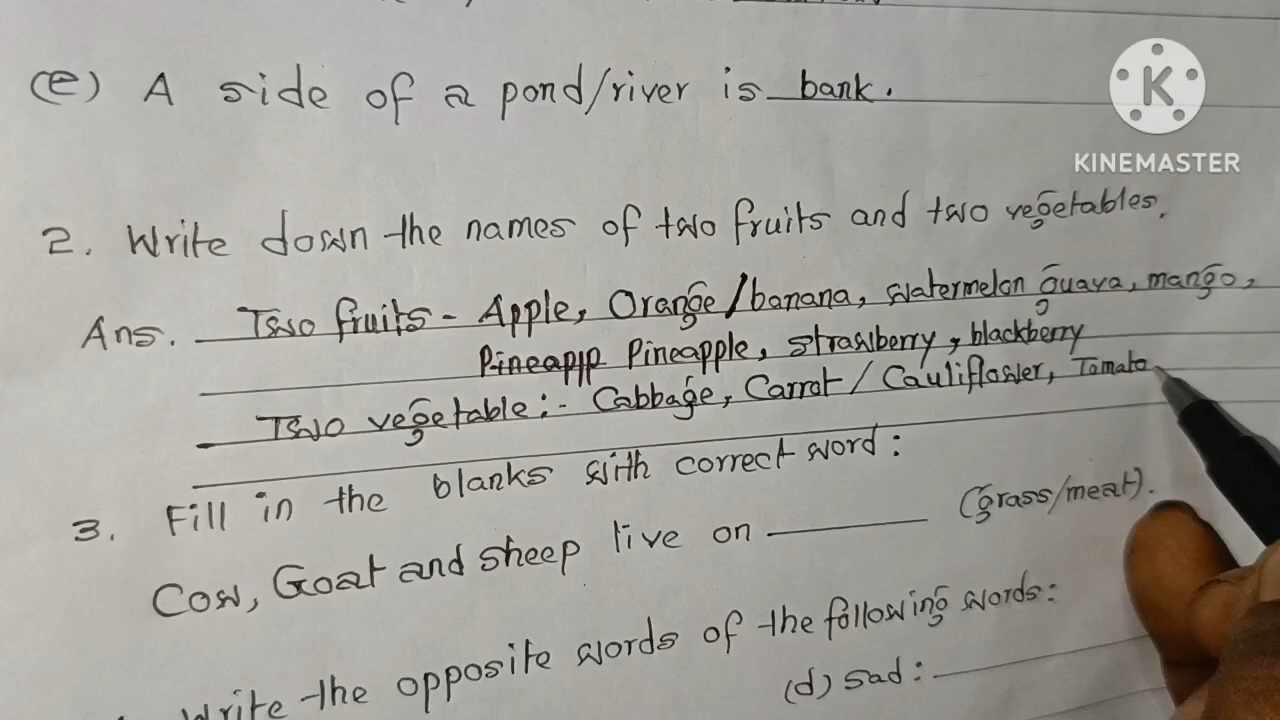 (e) A side of a pond/river is bank.
KINEMASTER
2. Write down the names of two fruits and two vegetables.
Ans. Two fruits - Apple, Orange/banana, watermelon guava, mango,
Pineapp Pineapple, strawberry, blackberry
Two vegetable:- Cabbage, Carrot / Cauliflower, Tomato
3. Fill in the blanks with correct word:
Cow, Goat and sheep live on ______ (grass/meat).
Write the opposite words of the following words:
(d) sad: